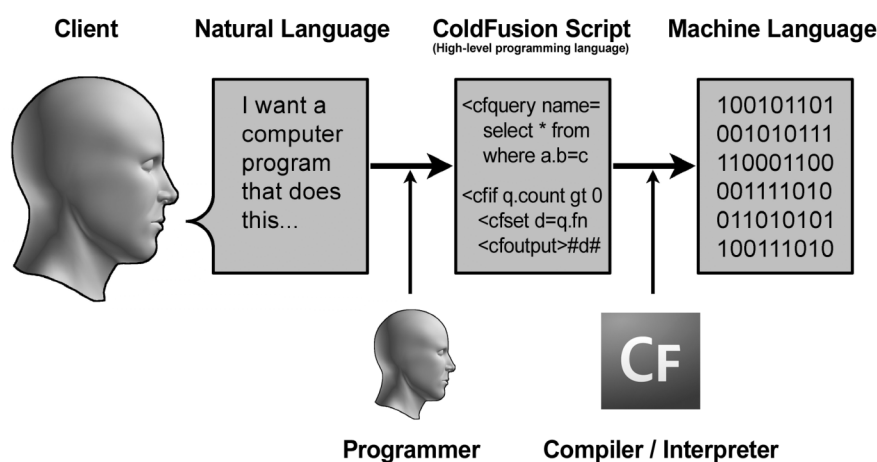 Client
Natural Language
ColdFusion Script
(High-level programming language)
Machine Language
I want a
computer
program
that does
this...
<cfquery name=
select * from
where a.b=c
<cfif q.count gt 0
<cfset d=q.fn
<cfoutput>#d#
100101101
001010111
110001100
001111010
011010101
100111010
CF
Programmer
Compiler / Interpreter